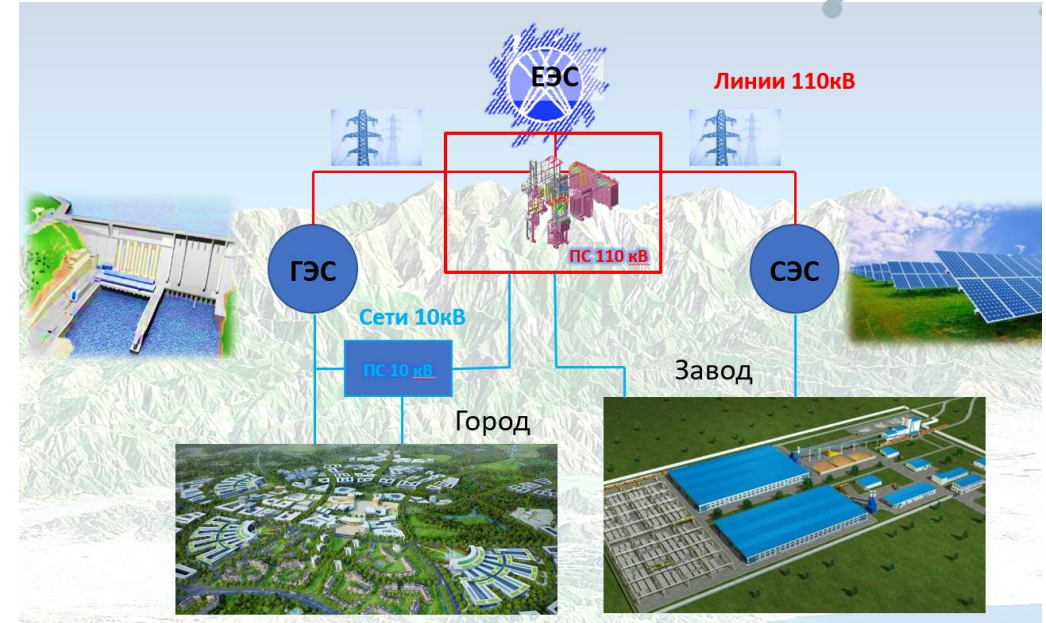 ЕЭС
Линии 110кВ
ПС 110 кВ
ГЭС
СЭС
Сети 10кВ
ПС 10 кВ
Завод
Город